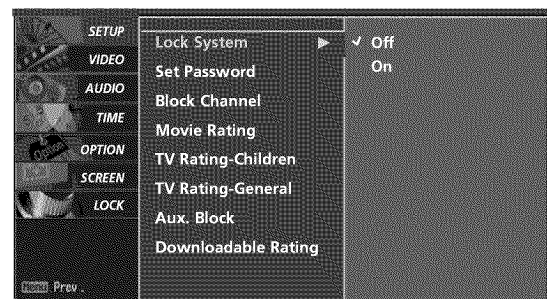 SETUP
VIDEO
AUDIO
TIME
OPTION
SCREEN
LOCK
Menu Prev.
Lock System ▶
Set Password
Block Channel
Movie Rating
TV Rating-Children
TV Rating-General
Aux. Block
Downloadable Rating
✓ Off
On